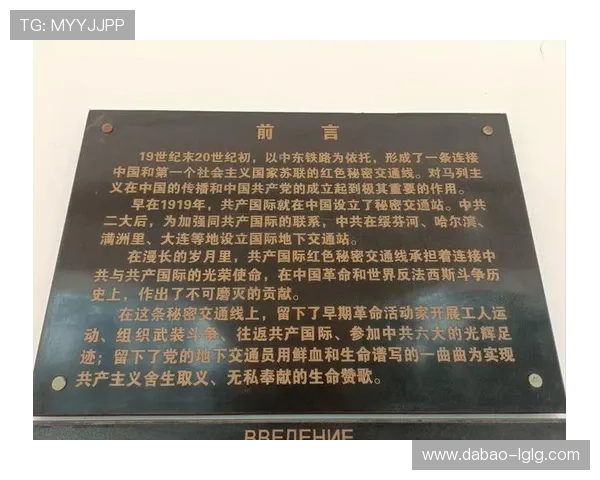 TG: MYYJJPP
前言
19世纪末20世纪初，以中东铁路为依托，形成了一条连接
中国和第一个社会主义国家苏联的红色秘密交通线。对马列主
义在中国的传播和中国共产党的成立起到极其重要的作用。
早在1919年，共产国际就在中国设立了秘密交通站。中共
二大后，为加强同共产国际的联系，中共在绥芬河、哈尔滨、
满洲里、大连等地设立国际地下交通站。
在漫长的岁月里，共产国际红色秘密交通线承担着连接中
共与共产国际的光荣使命，在中国革命和世界反法西斯斗争历
史上，作出了不可磨灭的贡献。
在这条秘密交通线上，留下了早期革命活动家开展工人运
动、组织武装斗争、往返共产国际、参加中共六大的光辉足
迹；留下了党的地下交通员用鲜血和生命谱写的一曲曲为实现
共产主义舍生取义、无私奉献的生命赞歌。
ВВЕДЕНИЕ
www.dabao-lglg.com